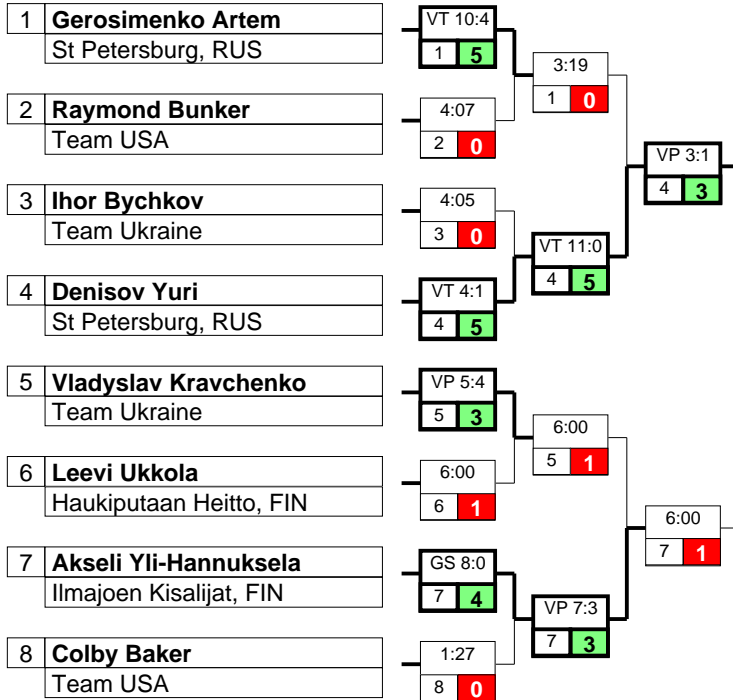 1 Gerosimenko Artem
St Petersburg, RUS
VT 10:4
1 5
3:19
1 0
2 Raymond Bunker
Team USA
4:07
2 0
VP 3:1
4 3
3 Ihor Bychkov
Team Ukraine
4:05
3 0
VT 11:0
4 5
4 Denisov Yuri
St Petersburg, RUS
VT 4:1
4 5
5 Vladyslav Kravchenko
Team Ukraine
VP 5:4
5 3
6:00
5 1
6 Leevi Ukkola
Haukiputaan Heitto, FIN
6:00
6 1
6:00
7 1
7 Akseli Yli-Hannuksela
Ilmajoen Kisalijat, FIN
GS 8:0
7 4
VP 7:3
7 3
8 Colby Baker
Team USA
1:27
8 0